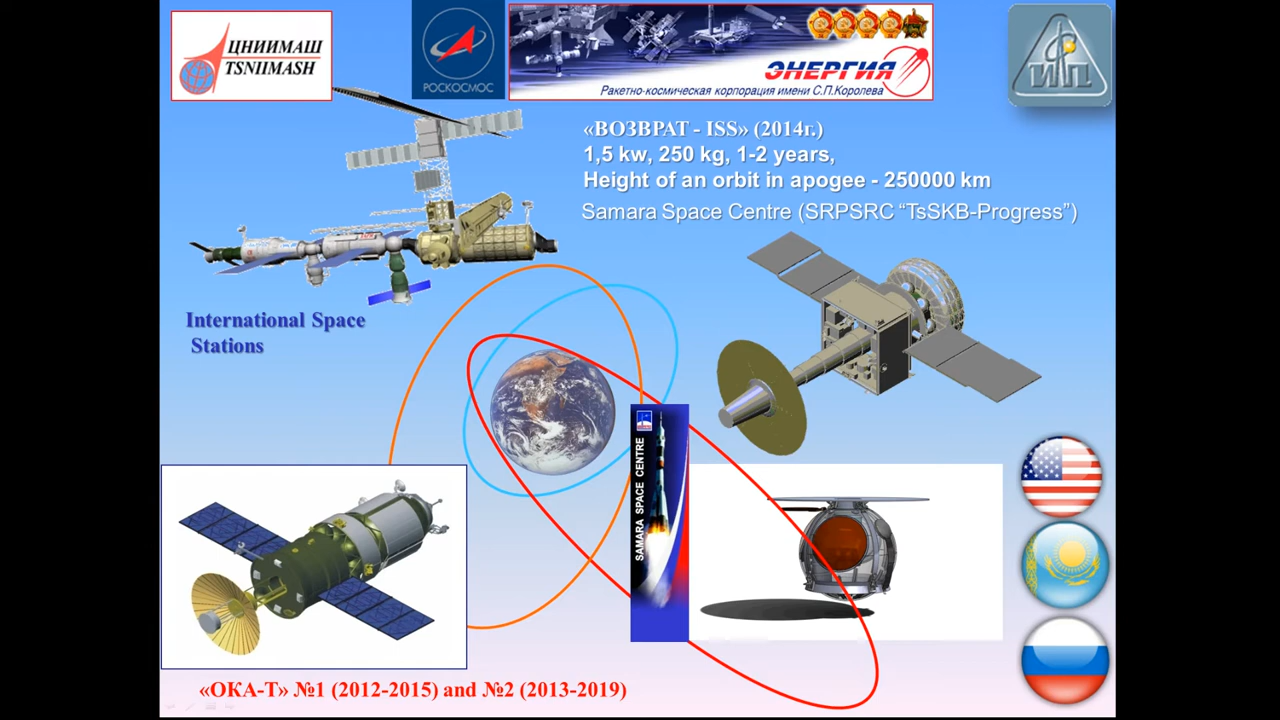 ЦНИИМАШ
TSNIIMASH
РОСКОСМОС
ЭНЕРГИЯ
Ракетно-космическая корпорация имени С.П.Королева
«ВОЗВРАТ - ISS» (2014г.)
1,5 kw, 250 kg, 1-2 years,
Height of an orbit in apogee - 250000 km
Samara Space Centre (SRPSRC “TsSKB-Progress”)
International Space
Stations
SAMARA SPACE CENTRE
«ОКА-Т» №1 (2012-2015) and №2 (2013-2019)